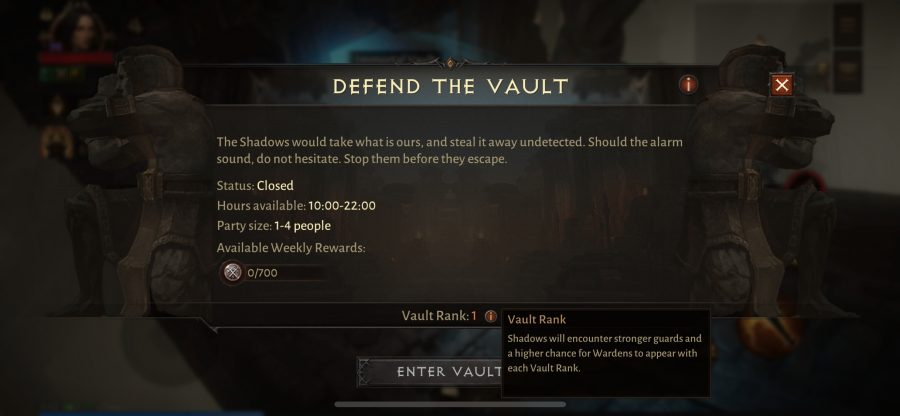 DEFEND THE VAULT
The Shadows would take what is ours, and steal it away undetected. Should the alarm
sound, do not hesitate. Stop them before they escape.
Status: Closed
Hours available: 10:00-22:00
Party size: 1-4 people
Available Weekly Rewards:
0/700
Vault Rank: 1
Vault Rank
Shadows will encounter stronger guards and
a higher chance for Wardens to appear with
each Vault Rank.
ENTER VAULT